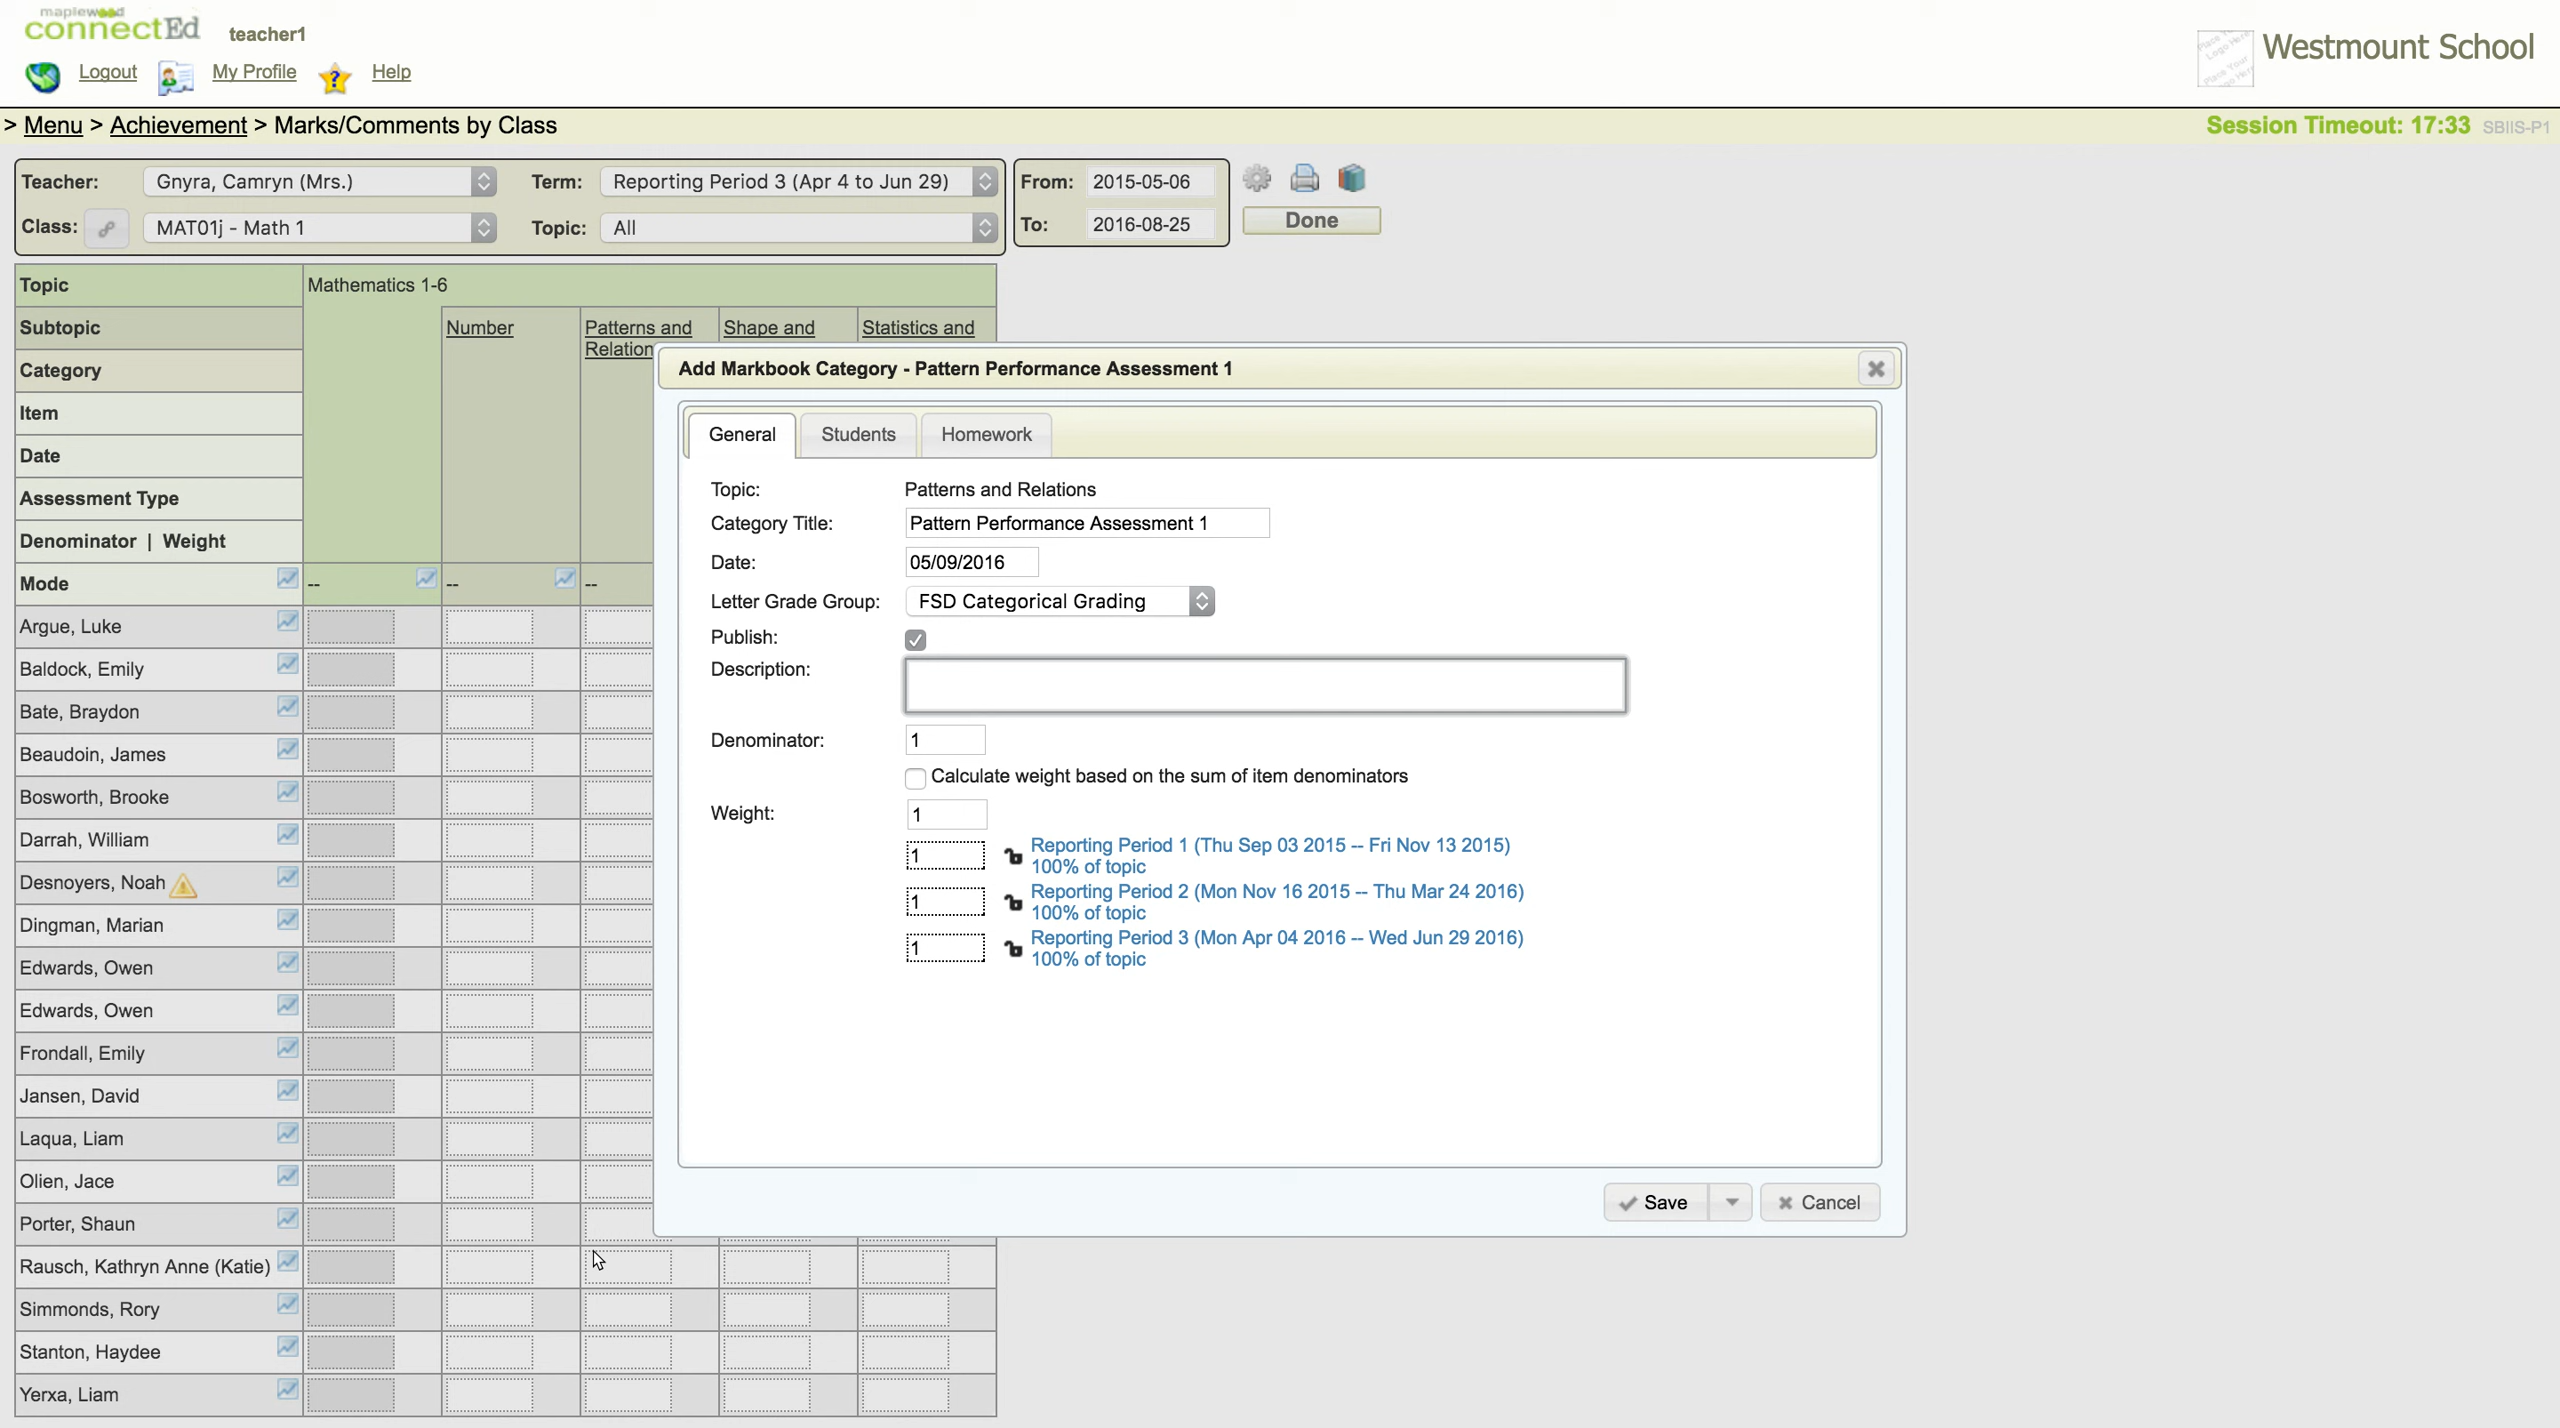 maplewood
connectEd
teacher1
Logout
My Profile
Help
Westmount School
> Menu > Achievement > Marks/Comments by Class
Session Timeout: 17:33 SBIIS-P1
Teacher: Gnyra, Camryn (Mrs.)
Term: Reporting Period 3 (Apr 4 to Jun 29)
From: 2015-05-06
Class: MAT01j - Math 1
Topic: All
To: 2016-08-25
Done
Topic
Mathematics 1-6
Subtopic
Number
Patterns and
Relation
Shape and
Statistics and
Category
Item
Date
Assessment Type
Denominator | Weight
Mode
--
--
--
Argue, Luke
Baldock, Emily
Bate, Braydon
Beaudoin, James
Bosworth, Brooke
Darrah, William
Desnoyers, Noah
Dingman, Marian
Edwards, Owen
Edwards, Owen
Frondall, Emily
Jansen, David
Laqua, Liam
Olien, Jace
Porter, Shaun
Rausch, Kathryn Anne (Katie)
Simmonds, Rory
Stanton, Haydee
Yerxa, Liam
Add Markbook Category - Pattern Performance Assessment 1
General
Students
Homework
Topic: Patterns and Relations
Category Title: Pattern Performance Assessment 1
Date: 05/09/2016
Letter Grade Group: FSD Categorical Grading
Publish:
Description:
Denominator: 1
Calculate weight based on the sum of item denominators
Weight: 1
1 Reporting Period 1 (Thu Sep 03 2015 -- Fri Nov 13 2015)
100% of topic
1 Reporting Period 2 (Mon Nov 16 2015 -- Thu Mar 24 2016)
100% of topic
1 Reporting Period 3 (Mon Apr 04 2016 -- Wed Jun 29 2016)
100% of topic
Save
Cancel